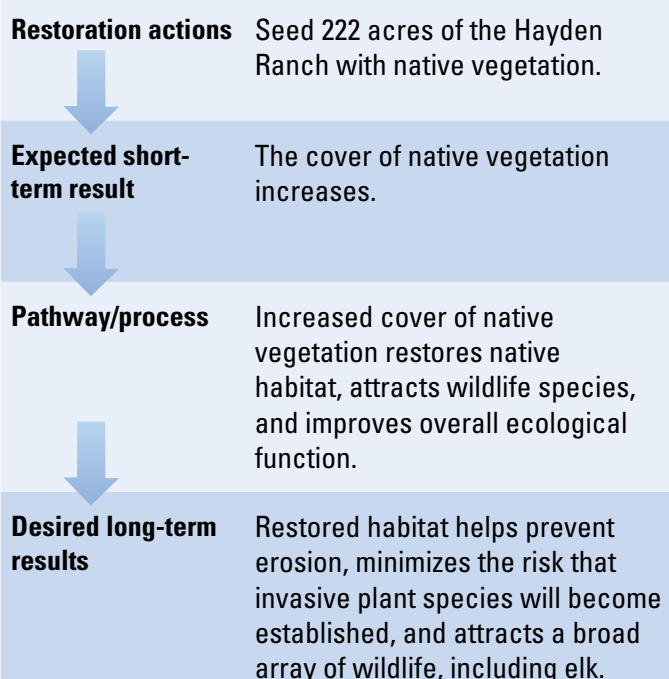 Restoration actions
Seed 222 acres of the Hayden
Ranch with native vegetation.
Expected short-
term result
The cover of native vegetation
increases.
Pathway/process
Increased cover of native
vegetation restores native
habitat, attracts wildlife species,
and improves overall ecological
function.
Desired long-term
results
Restored habitat helps prevent
erosion, minimizes the risk that
invasive plant species will become
established, and attracts a broad
array of wildlife, including elk.